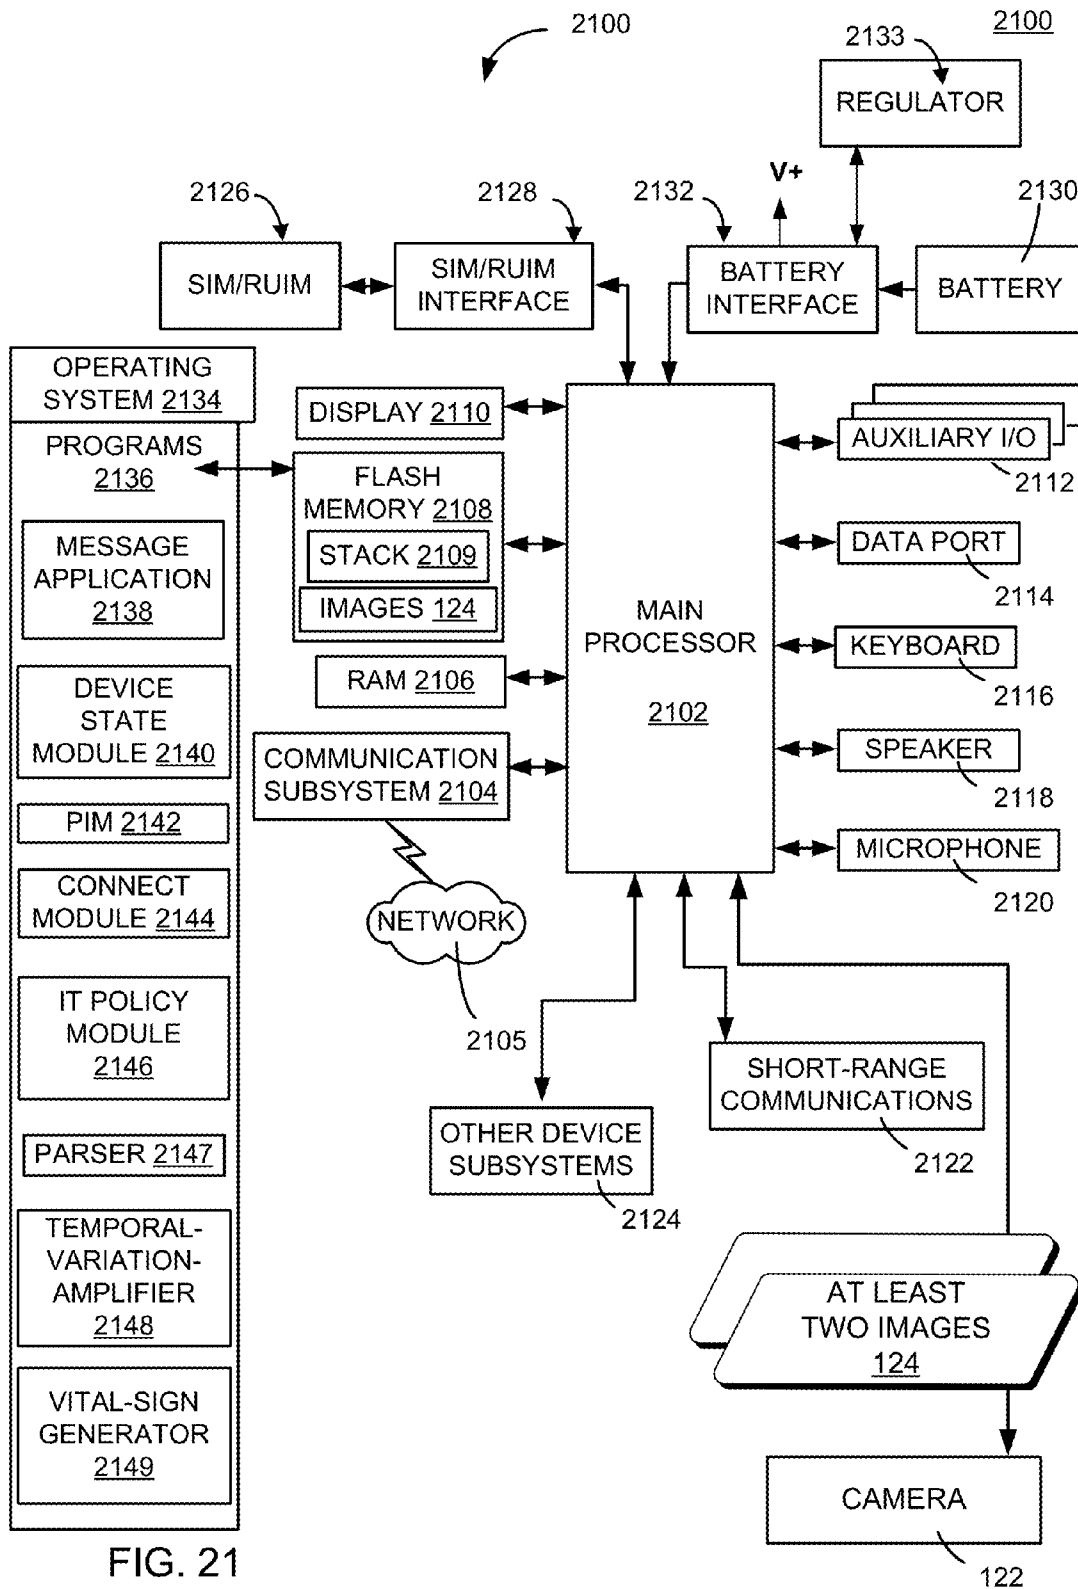 2100
2100
2133
REGULATOR
V+
2126
2128
2132
2130
SIM/RUIM
SIM/RUIM
INTERFACE
BATTERY
INTERFACE
BATTERY
OPERATING
SYSTEM 2134
PROGRAMS
2136
MESSAGE
APPLICATION
2138
DEVICE
STATE
MODULE 2140
PIM 2142
CONNECT
MODULE 2144
IT POLICY
MODULE
2146
PARSER 2147
TEMPORAL-
VARIATION-
AMPLIFIER
2148
VITAL-SIGN
GENERATOR
2149
DISPLAY 2110
FLASH
MEMORY 2108
STACK 2109
IMAGES 124
RAM 2106
COMMUNICATION
SUBSYSTEM 2104
NETWORK
2105
MAIN
PROCESSOR
2102
AUXILIARY I/O
2112
DATA PORT
2114
KEYBOARD
2116
SPEAKER
2118
MICROPHONE
2120
SHORT-RANGE
COMMUNICATIONS
2122
OTHER DEVICE
SUBSYSTEMS
2124
AT LEAST
TWO IMAGES
124
CAMERA
122
FIG. 21